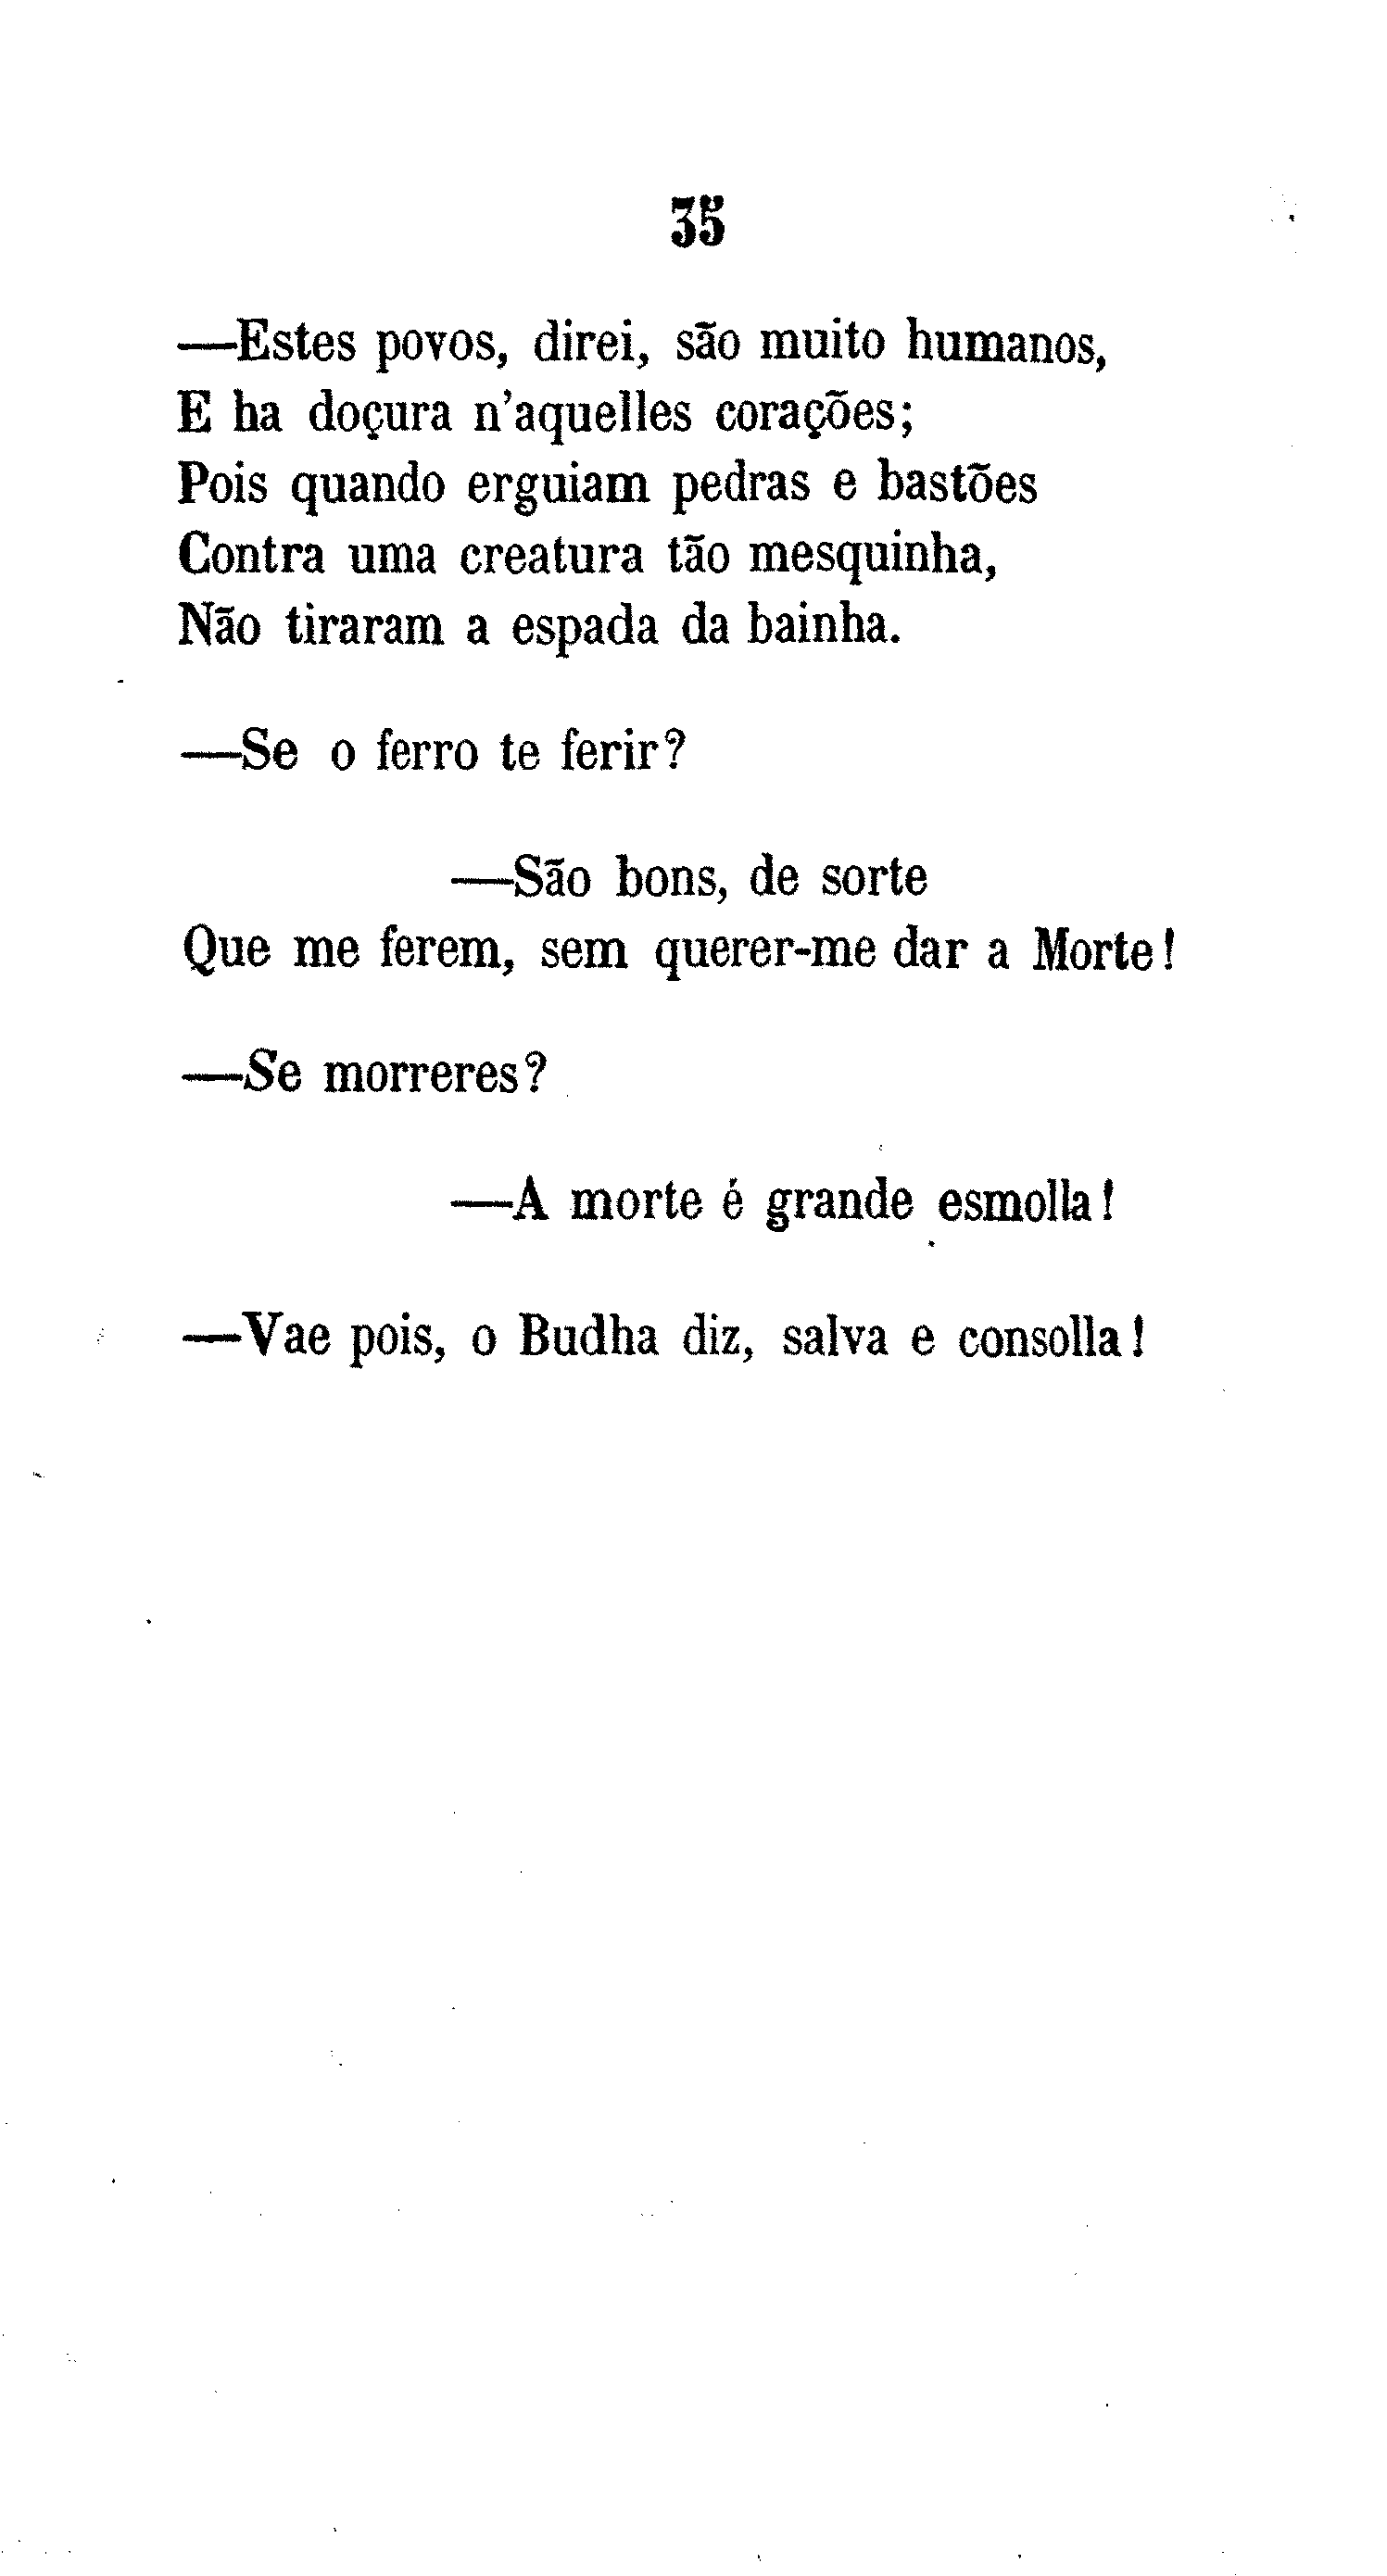 35
—Estes povos, direi, são muito humanos,
E ha doçura n'aquelles corações;
Pois quando erguiam pedras e bastões
Contra uma creatura tão mesquinha,
Não tiraram a espada da bainha.
—Se o ferro te ferir?
—São bons, de sorte
Que me ferem, sem querer-me dar a Morte!
—Se morreres?
—A morte é grande esmolla!
—Vae pois, o Budha diz, salva e consolla!